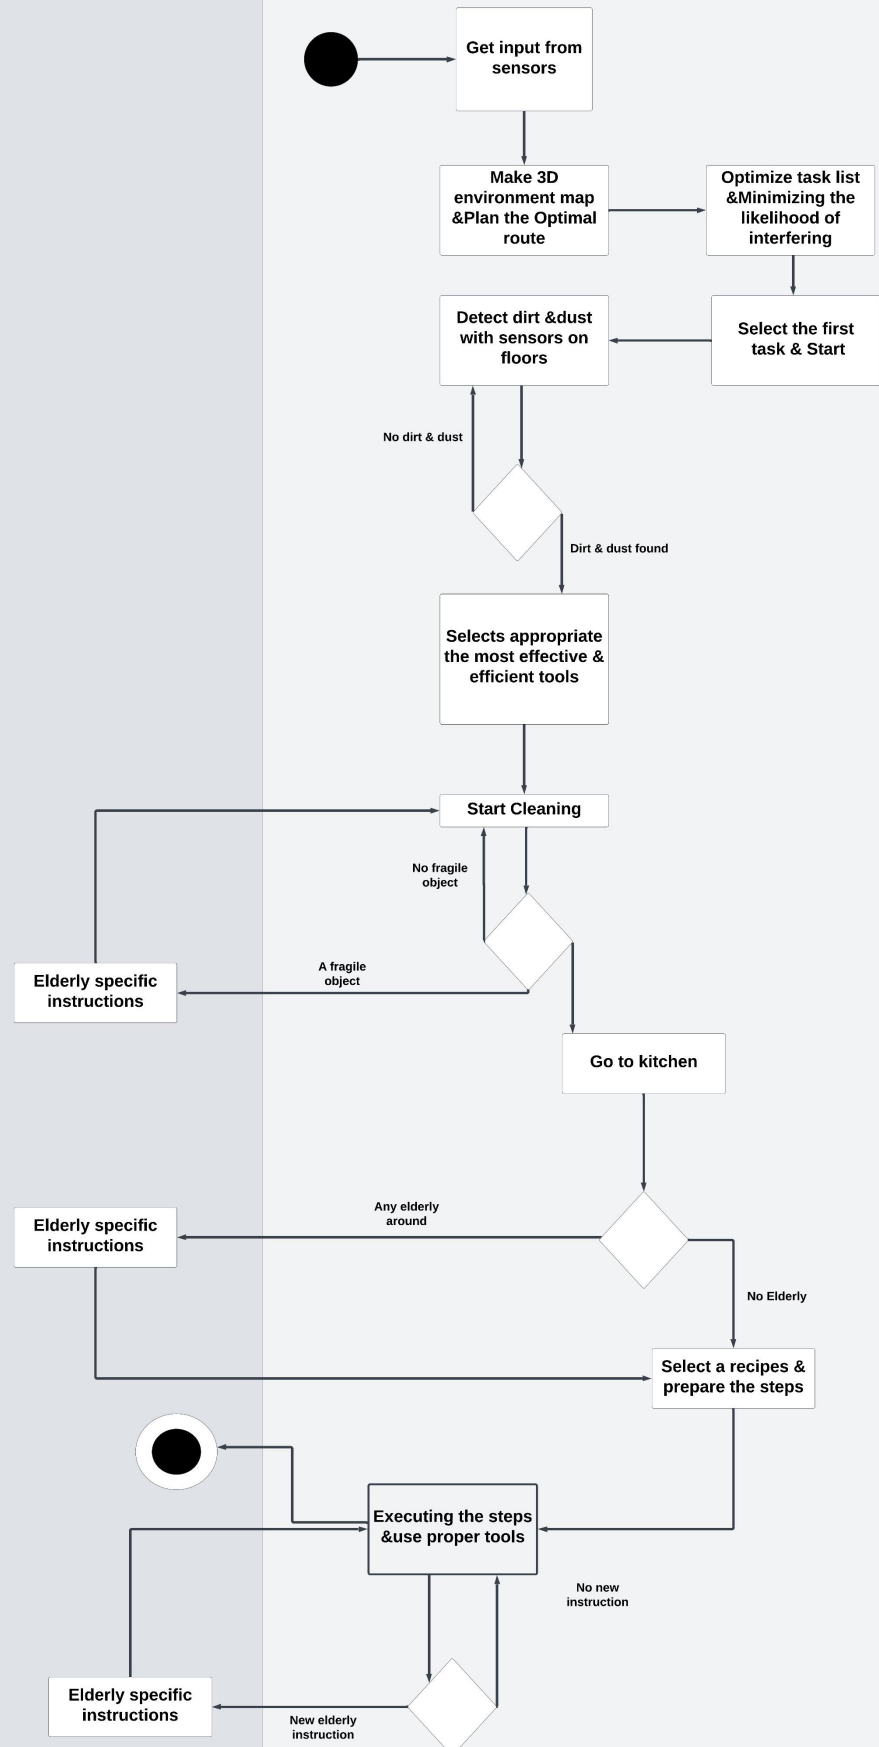 Get input from
sensors
Make 3D
environment map
&Plan the Optimal
route
Optimize task list
&Minimizing the
likelihood of
interfering
Detect dirt &dust
with sensors on
floors
Select the first
task & Start
No dirt & dust
Dirt & dust found
Selects appropriate
the most effective &
efficient tools
Start Cleaning
No fragile
object
A fragile
object
Elderly specific
instructions
Go to kitchen
Any elderly
around
Elderly specific
instructions
No Elderly
Select a recipes &
prepare the steps
Executing the steps
&use proper tools
No new
instruction
Elderly specific
instructions
New elderly
instruction